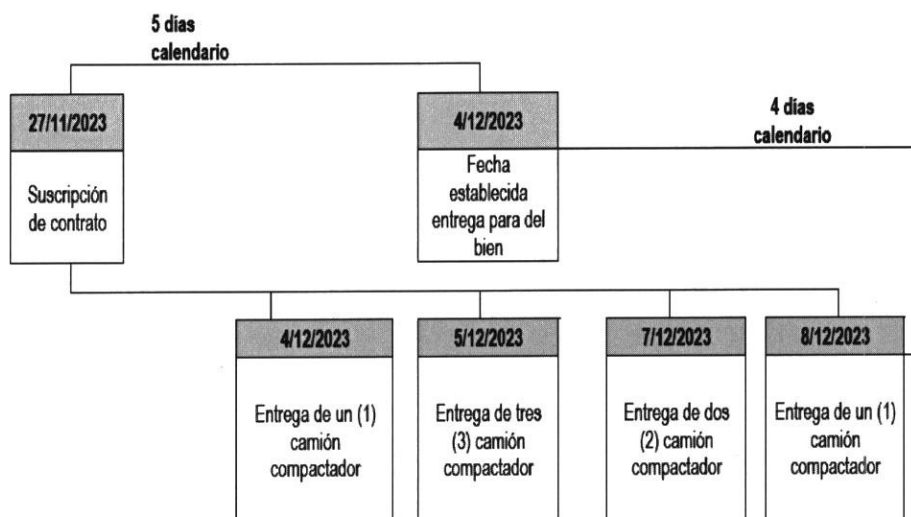 5 días
calendario
27/11/2023
Suscripción
de contrato
4/12/2023
Fecha
establecida
entrega para del
bien
4 días
calendario
4/12/2023
Entrega de un (1)
camión
compactador
5/12/2023
Entrega de tres
(3) camión
compactador
7/12/2023
Entrega de dos
(2) camión
compactador
8/12/2023
Entrega de un (1)
camión
compactador